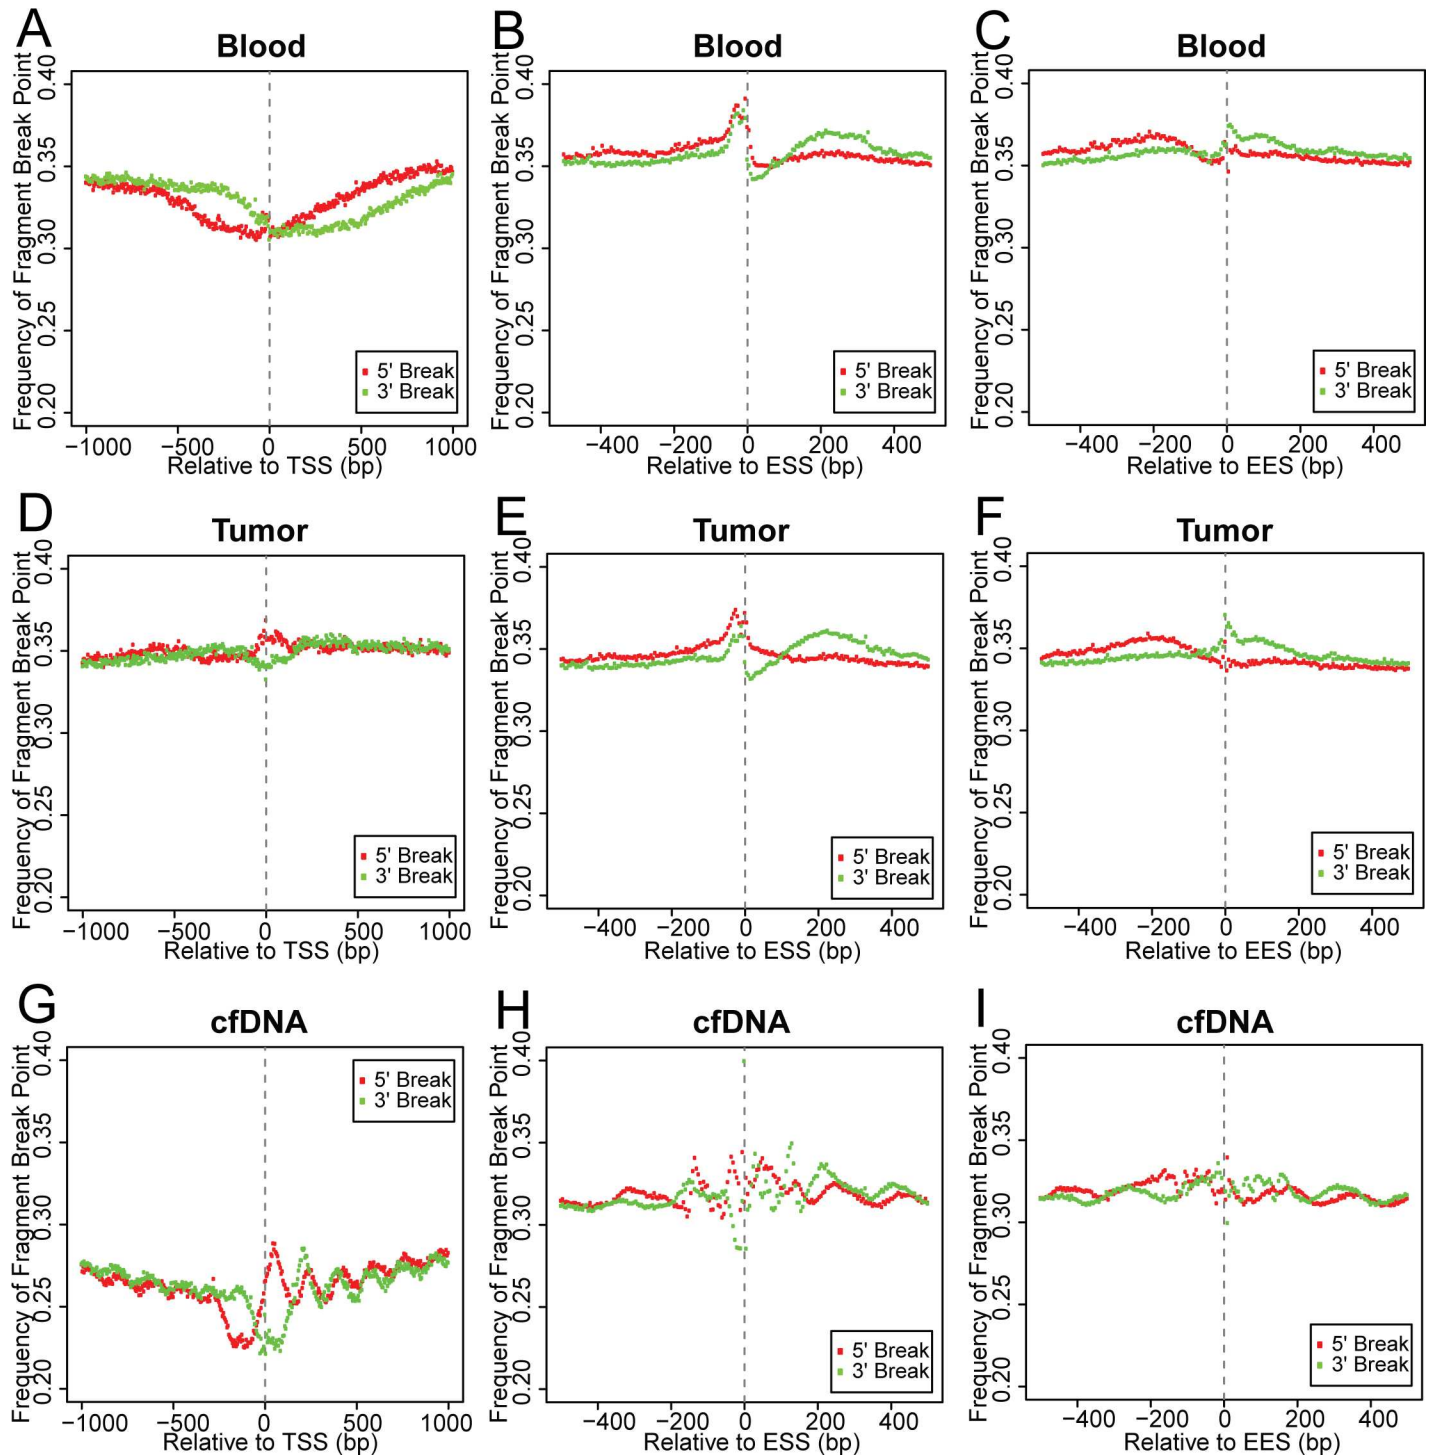 A
Blood
Frequency of Fragment Break Point
0.20 0.25 0.30 0.35 0.40
5' Break
3' Break
−1000 −500 0 500 1000
Relative to TSS (bp)
B
Blood
Frequency of Fragment Break Point
0.20 0.25 0.30 0.35 0.40
5' Break
3' Break
−400 −200 0 200 400
Relative to ESS (bp)
C
Blood
Frequency of Fragment Break Point
0.20 0.25 0.30 0.35 0.40
5' Break
3' Break
−400 −200 0 200 400
Relative to EES (bp)
D
Tumor
Frequency of Fragment Break Point
0.20 0.25 0.30 0.35 0.40
5' Break
3' Break
−1000 −500 0 500 1000
Relative to TSS (bp)
E
Tumor
Frequency of Fragment Break Point
0.20 0.25 0.30 0.35 0.40
5' Break
3' Break
−400 −200 0 200 400
Relative to ESS (bp)
F
Tumor
Frequency of Fragment Break Point
0.20 0.25 0.30 0.35 0.40
5' Break
3' Break
−400 −200 0 200 400
Relative to EES (bp)
G
cfDNA
Frequency of Fragment Break Point
0.20 0.25 0.30 0.35 0.40
5' Break
3' Break
−1000 −500 0 500 1000
Relative to TSS (bp)
H
cfDNA
Frequency of Fragment Break Point
0.20 0.25 0.30 0.35 0.40
5' Break
3' Break
−400 −200 0 200 400
Relative to ESS (bp)
I
cfDNA
Frequency of Fragment Break Point
0.20 0.25 0.30 0.35 0.40
5' Break
3' Break
−400 −200 0 200 400
Relative to EES (bp)